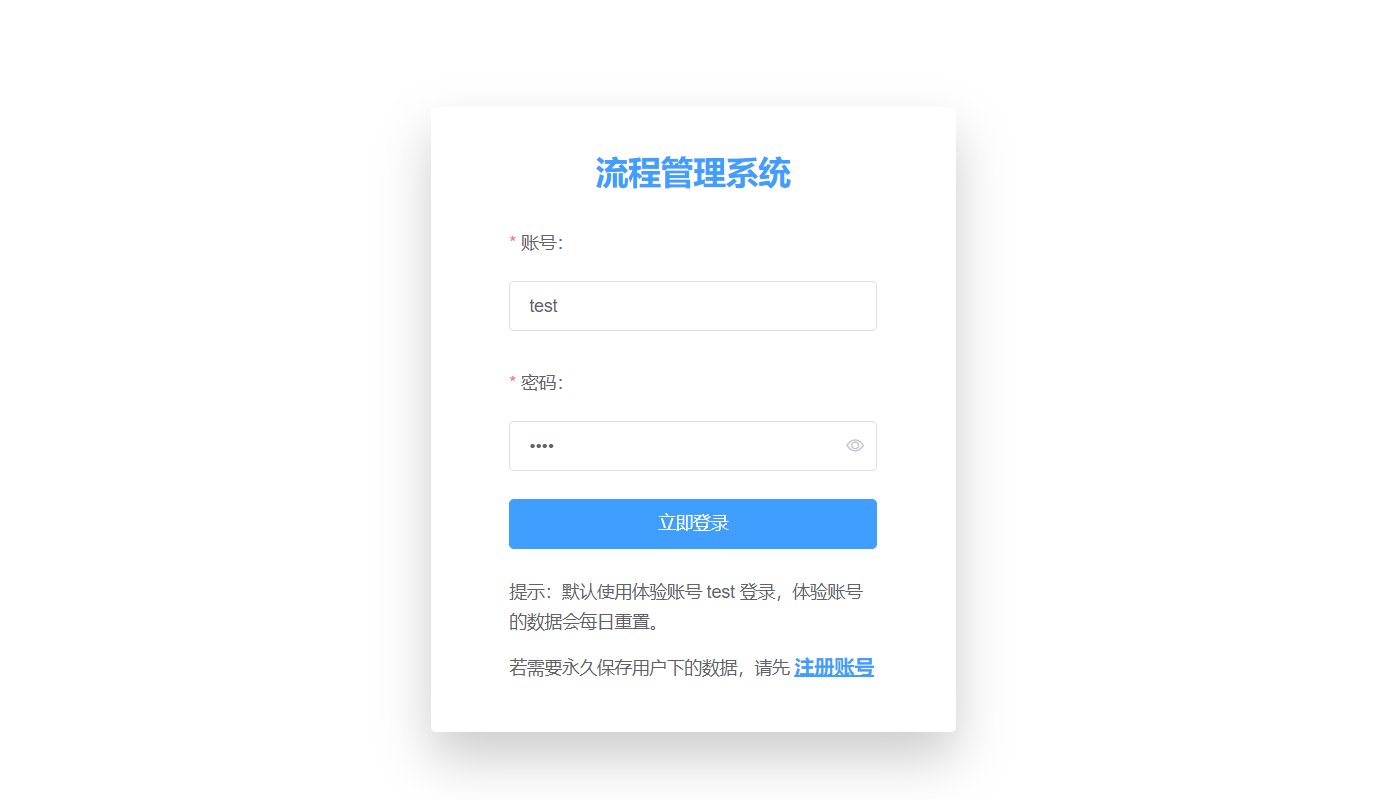 流程管理系统
* 账号：
test
* 密码：
••••
立即登录
提示：默认使用体验账号 test 登录，体验账号
的数据会每日重置。
若需要永久保存用户下的数据，请先 注册账号